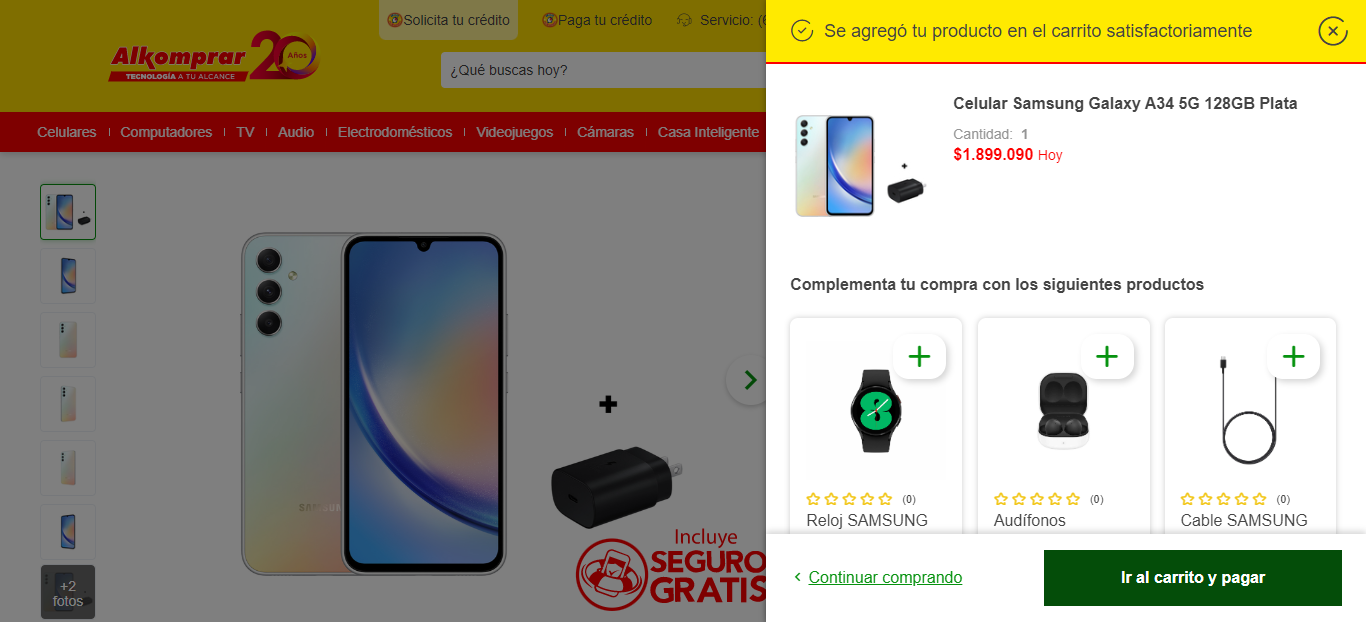 Solicita tu crédito
Paga tu crédito
Servicio: (6
Alkomprar
20
Años
TECNOLOGÍA A TU ALCANCE
¿Qué buscas hoy?
Celulares
Computadores
TV
Audio
Electrodomésticos
Videojuegos
Cámaras
Casa Inteligente
+
SAMSUNG
Incluye
SEGURO
GRATIS
+2
fotos
Se agregó tu producto en el carrito satisfactoriamente
Celular Samsung Galaxy A34 5G 128GB Plata
Cantidad: 1
$1.899.090 Hoy
Complementa tu compra con los siguientes productos
(0)
Reloj SAMSUNG
(0)
Audífonos
(0)
Cable SAMSUNG
Continuar comprando
Ir al carrito y pagar